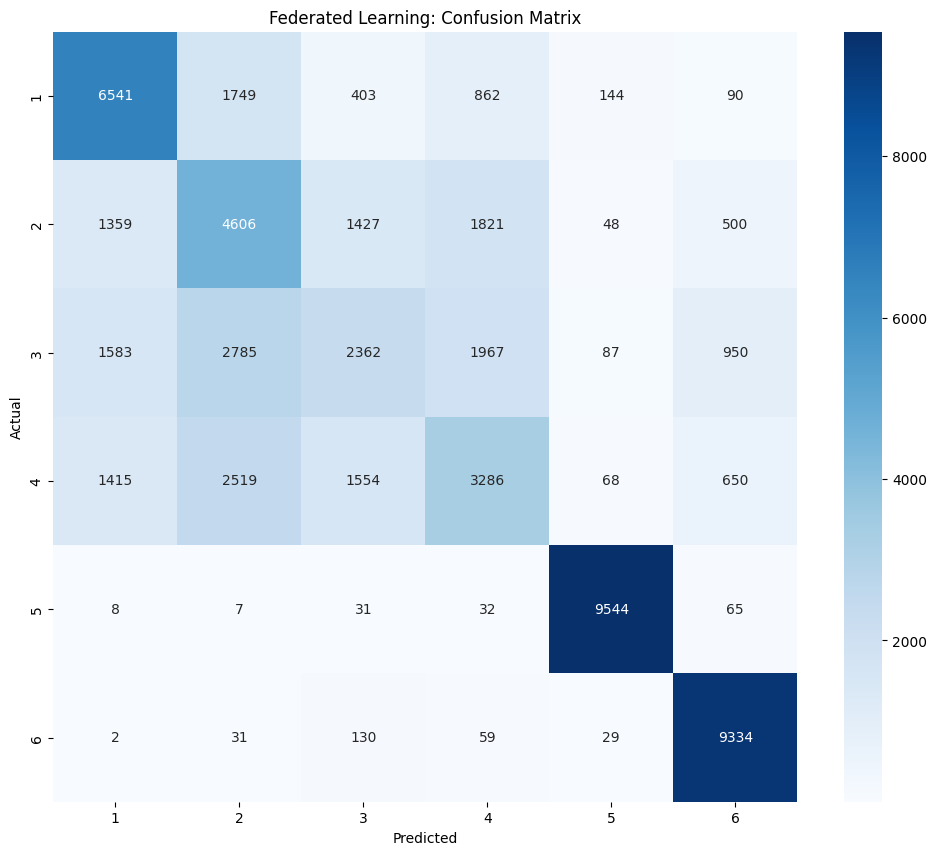 Federated Learning: Confusion Matrix
1 6541 1749 403 862 144 90
2 1359 4606 1427 1821 48 500
3 1583 2785 2362 1967 87 950
4 1415 2519 1554 3286 68 650
5 8 7 31 32 9544 65
6 2 31 130 59 29 9334
1 2 3 4 5 6
Predicted
Actual
8000
6000
4000
2000